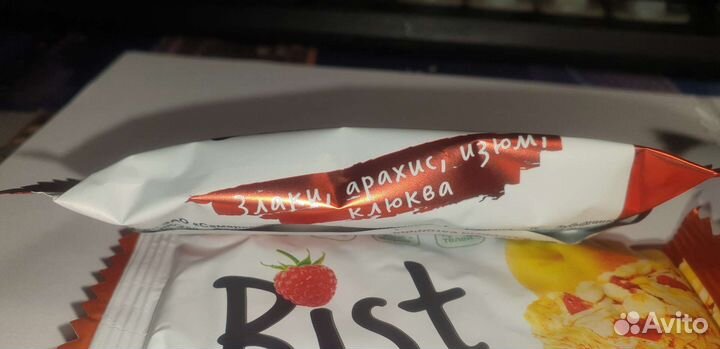 злаки, арахис, изюм,
клюква
Bist
Avito